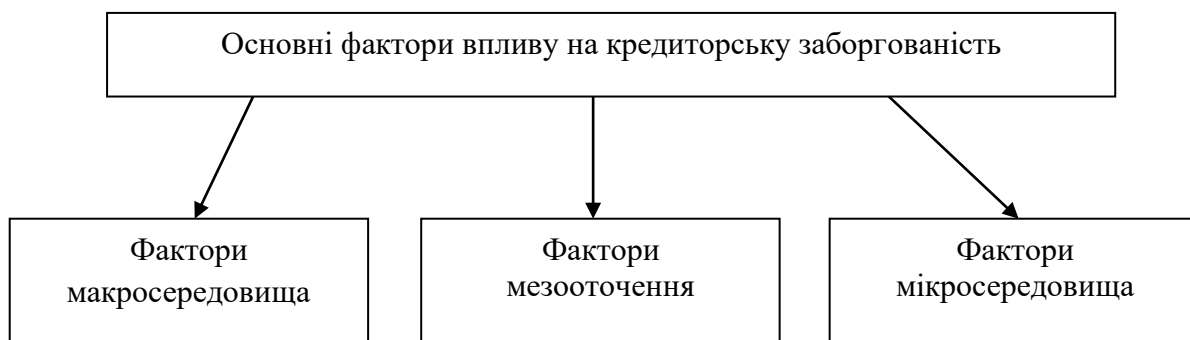 Основні фактори впливу на кредиторську заборгованість
Фактори
макросередовища
Фактори
мезооточення
Фактори
мікросередовища